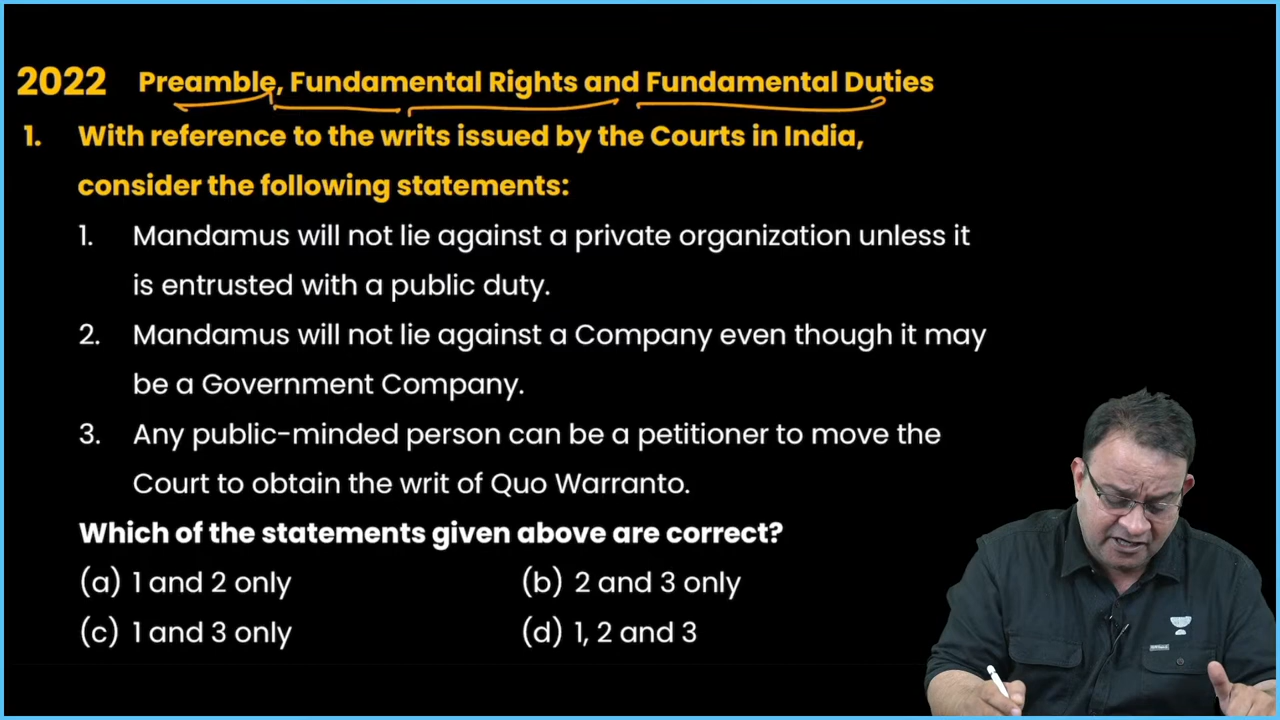 2022 Preamble, Fundamental Rights and Fundamental Duties
1. With reference to the writs issued by the Courts in India,
consider the following statements:
1. Mandamus will not lie against a private organization unless it
is entrusted with a public duty.
2. Mandamus will not lie against a Company even though it may
be a Government Company.
3. Any public-minded person can be a petitioner to move the
Court to obtain the writ of Quo Warranto.
Which of the statements given above are correct?
(a) 1 and 2 only (b) 2 and 3 only
(c) 1 and 3 only (d) 1, 2 and 3